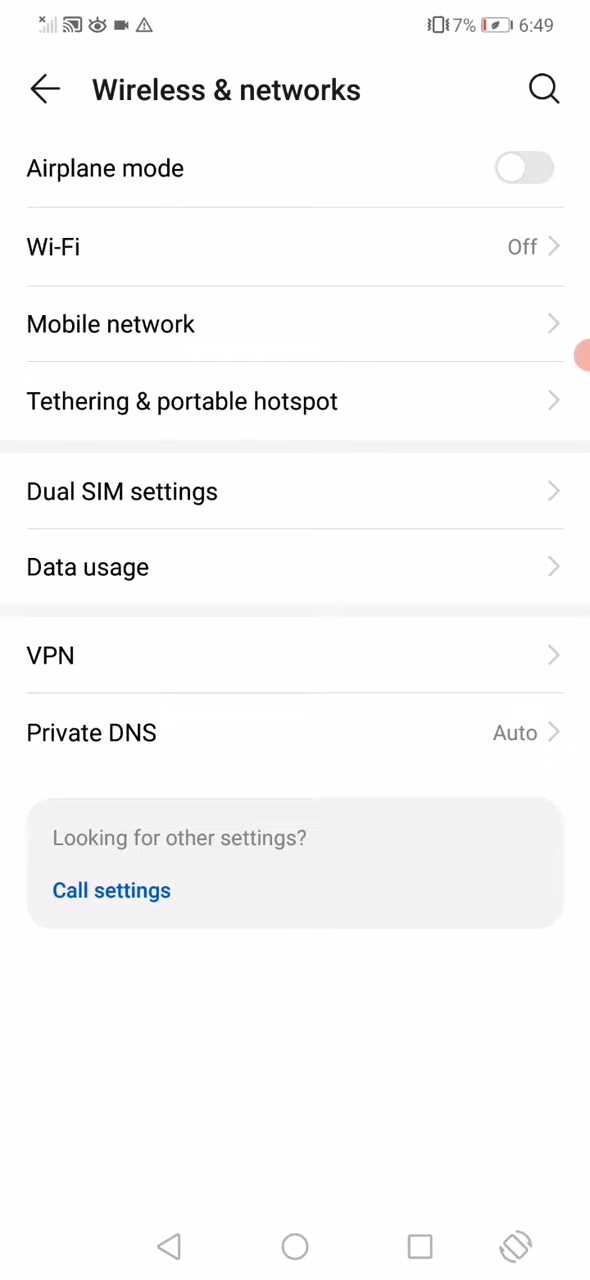 7% 6:49
Wireless & networks
Airplane mode
Wi-Fi Off
Mobile network
Tethering & portable hotspot
Dual SIM settings
Data usage
VPN
Private DNS Auto
Looking for other settings?
Call settings